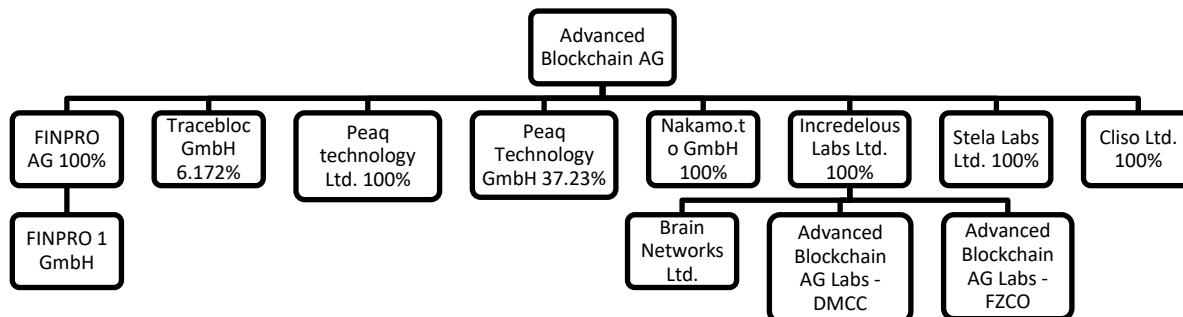 Advanced
Blockchain AG
FINPRO
AG 100%
Tracebloc
GmbH
6.172%
Peaq
technology
Ltd. 100%
Peaq
Technology
GmbH 37.23%
Nakamo.t
o GmbH
100%
Incredelous
Labs Ltd.
100%
Stela Labs
Ltd. 100%
Cliso Ltd.
100%
FINPRO 1
GmbH
Brain
Networks
Ltd.
Advanced
Blockchain
AG Labs -
DMCC
Advanced
Blockchain
AG Labs -
FZCO